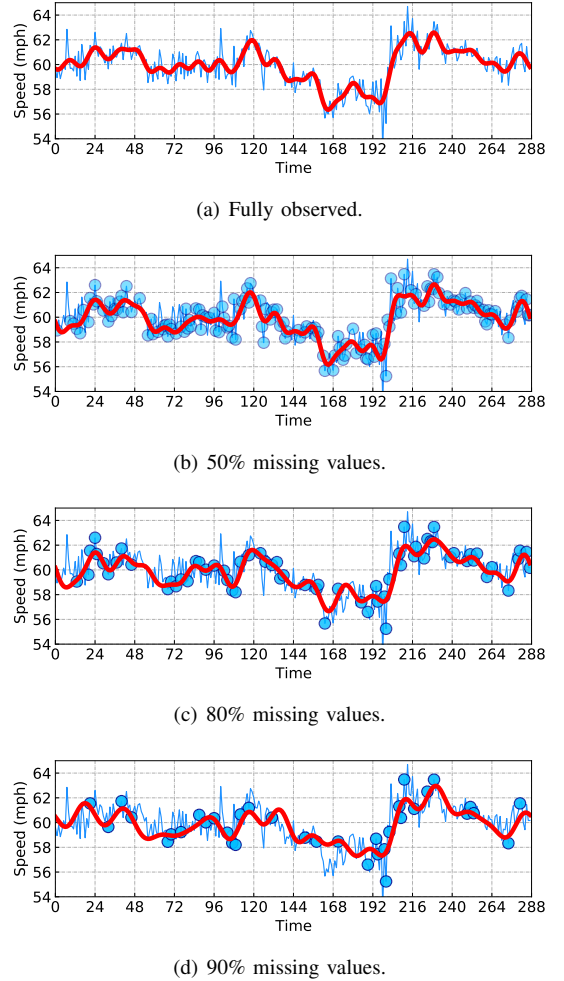 64
62
60
58
56
54
Speed (mph)
0 24 48 72 96 120 144 168 192 216 240 264 288
Time
(a) Fully observed.
64
62
60
58
56
54
Speed (mph)
0 24 48 72 96 120 144 168 192 216 240 264 288
Time
(b) 50% missing values.
64
62
60
58
56
54
Speed (mph)
0 24 48 72 96 120 144 168 192 216 240 264 288
Time
(c) 80% missing values.
64
62
60
58
56
54
Speed (mph)
0 24 48 72 96 120 144 168 192 216 240 264 288
Time
(d) 90% missing values.